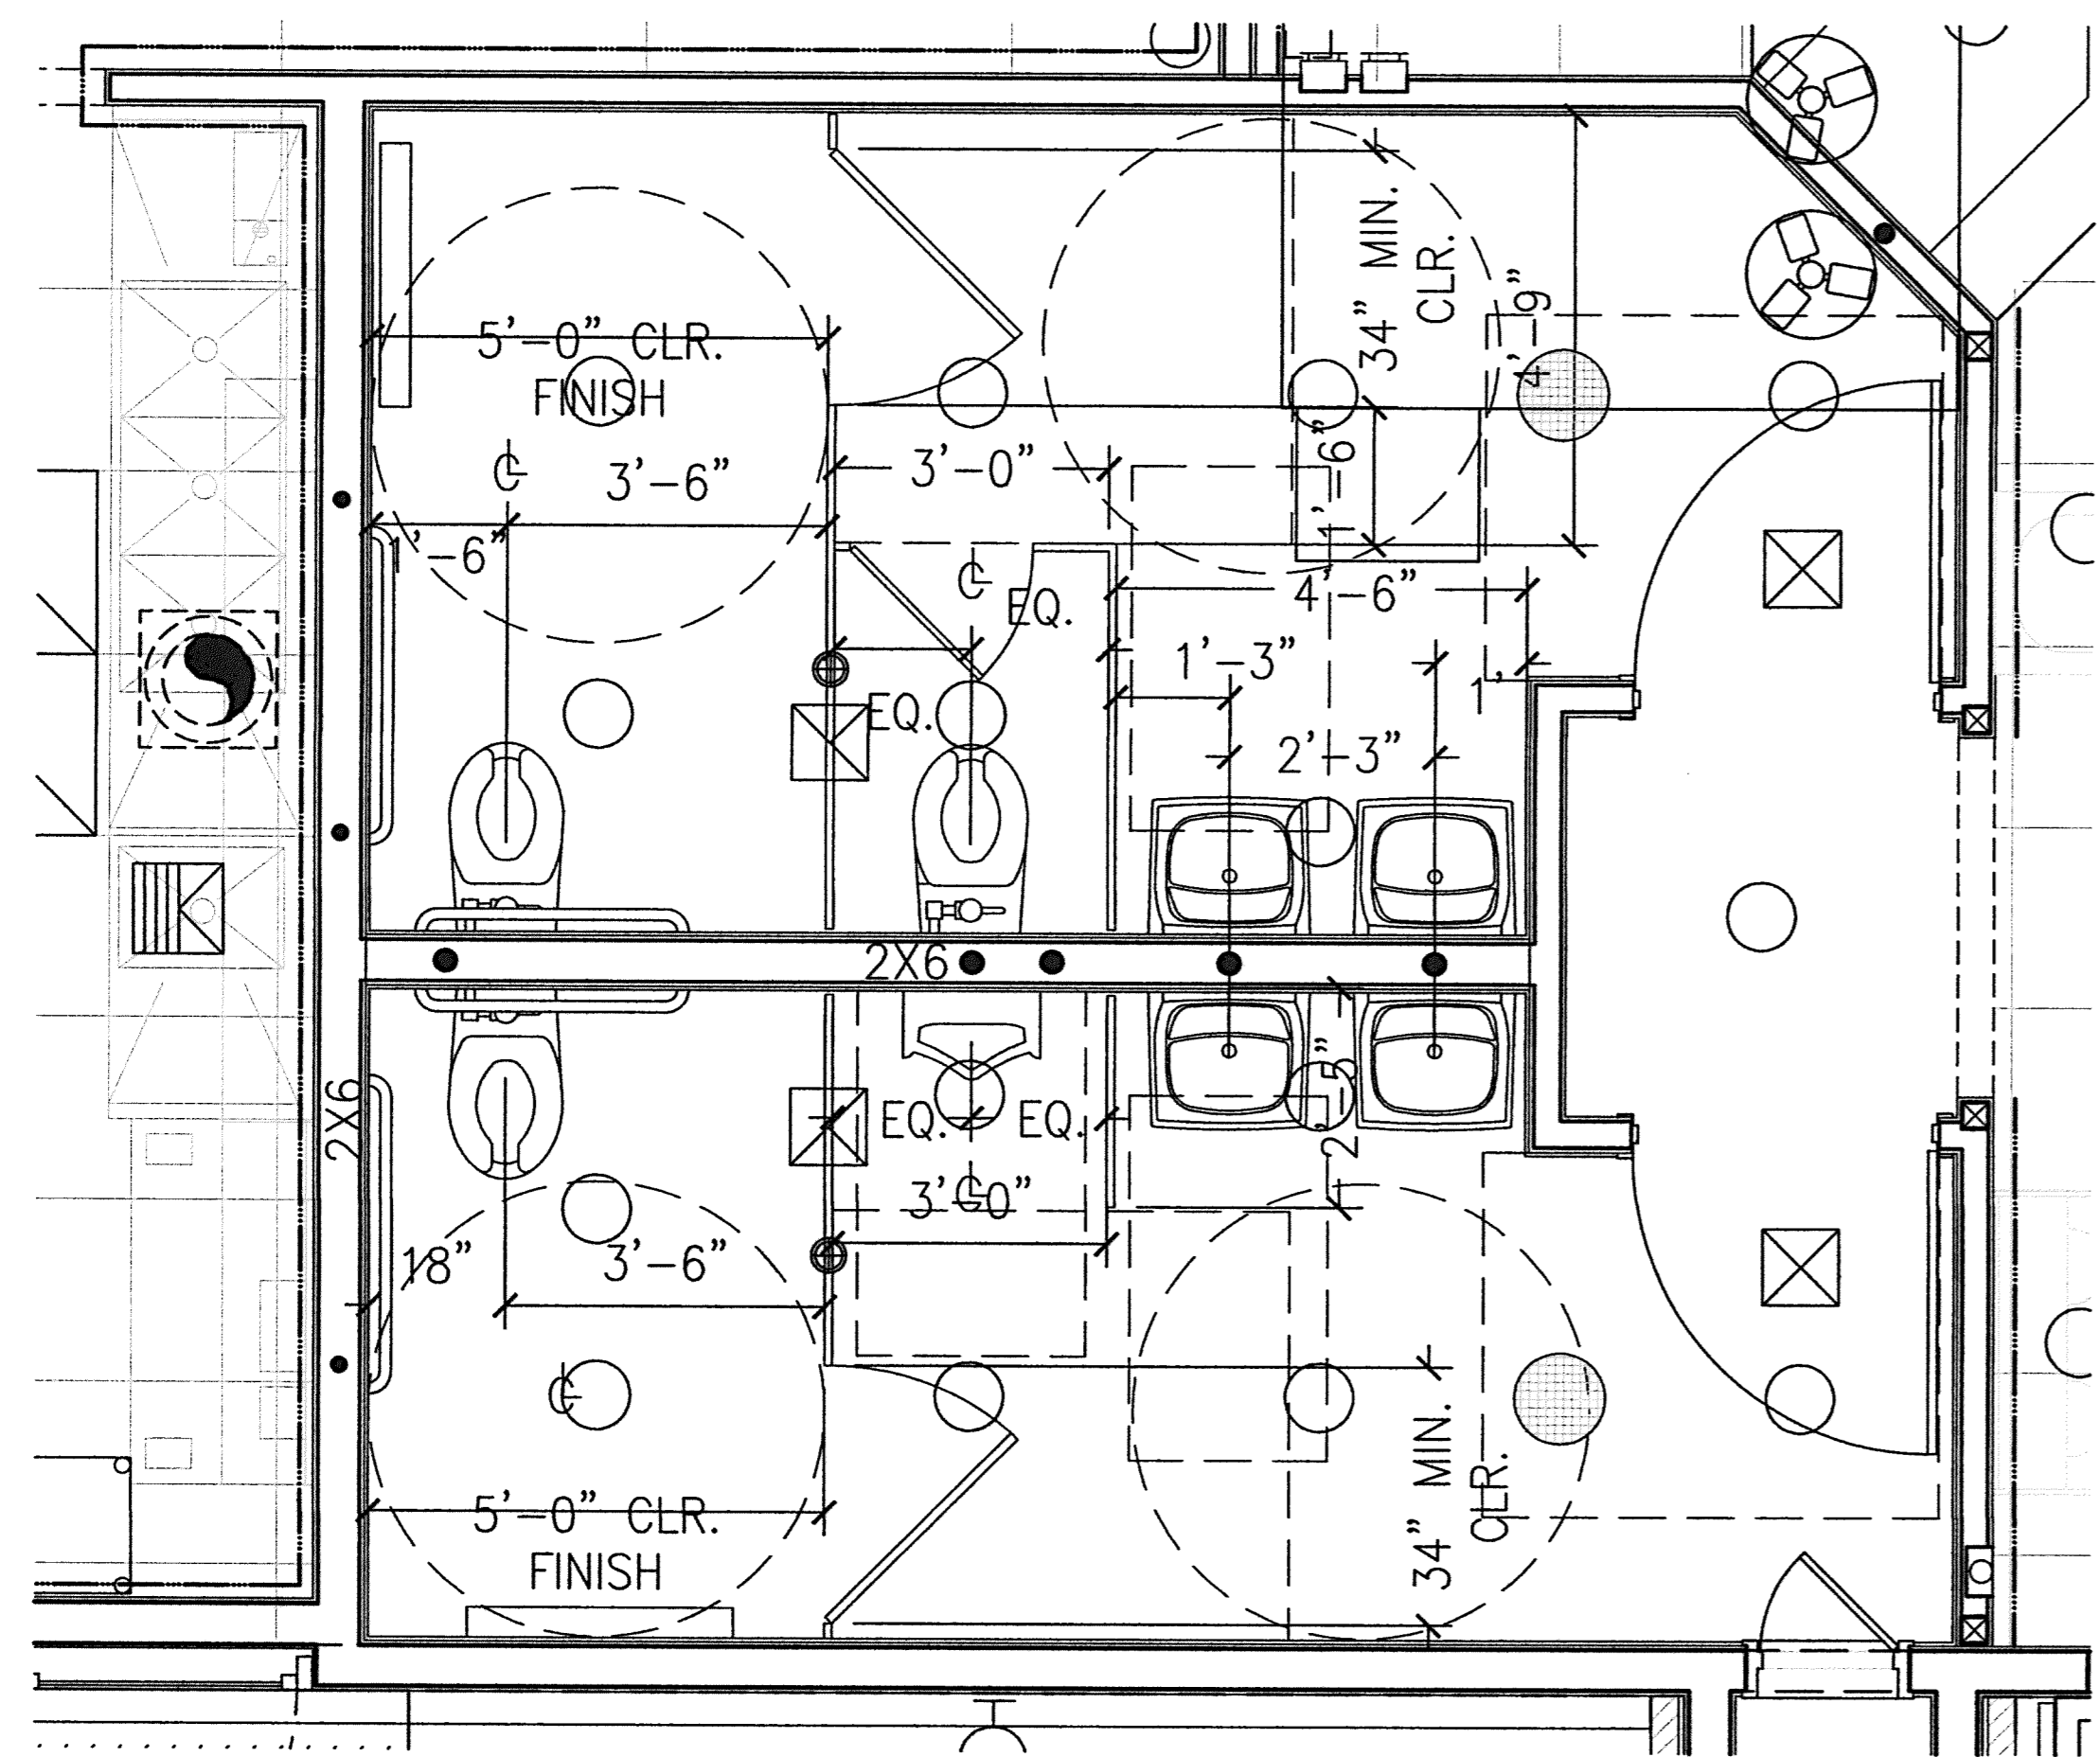 34” MIN.
CLR.
4’-9”
5’-0” CLR.
FINISH
1’-6”
℄
3’-6”
3’-0”
1’-6”
℄
EQ.
4’-6”
1’-3”
1’
EQ.
2’-3”
2X6
2X6
2’-5”
EQ.
EQ.
℄
3’-0”
18”
3’-6”
℄
34” MIN.
CLR.
5’-0” CLR.
FINISH